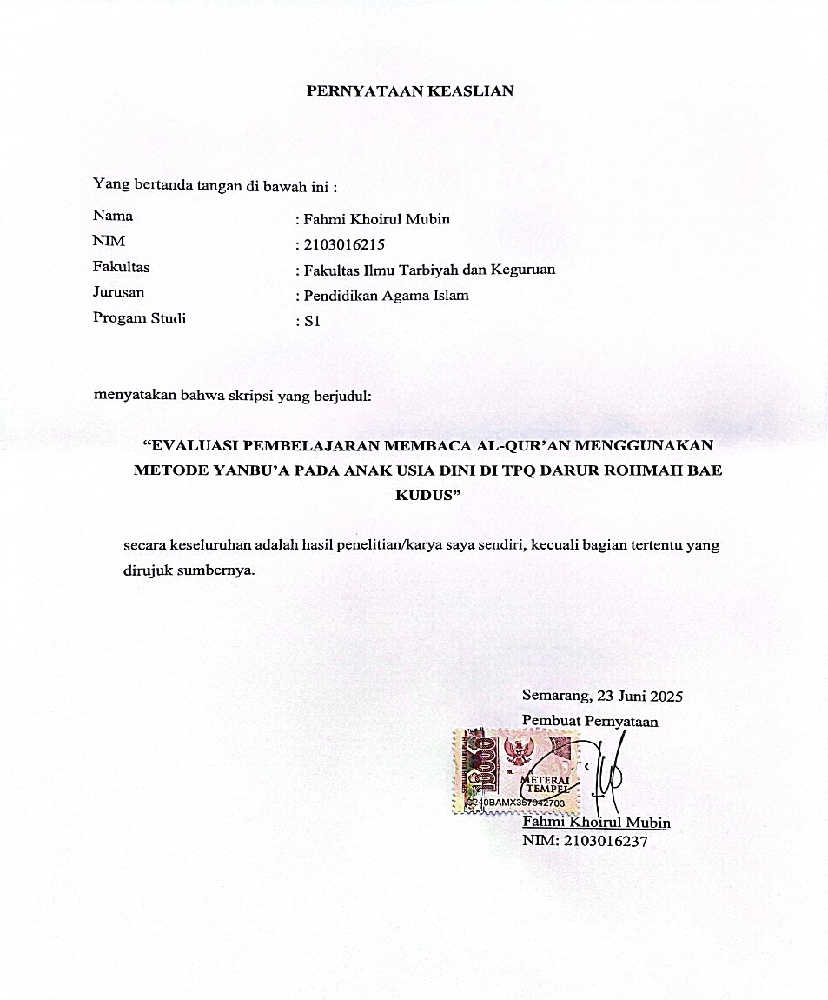 PERNYATAAN KEASLIAN
Yang bertanda tangan di bawah ini :
Nama : Fahmi Khoirul Mubin
NIM : 2103016215
Fakultas : Fakultas Ilmu Tarbiyah dan Keguruan
Jurusan : Pendidikan Agama Islam
Progam Studi : S1
menyatakan bahwa skripsi yang berjudul:
“EVALUASI PEMBELAJARAN MEMBACA AL-QUR’AN MENGGUNAKAN
METODE YANBU’A PADA ANAK USIA DINI DI TPQ DARUR ROHMAH BAE
KUDUS”
secara keseluruhan adalah hasil penelitian/karya saya sendiri, kecuali bagian tertentu yang
dirujuk sumbernya.
Semarang, 23 Juni 2025
Pembuat Pernyataan
10000
METERAI
TEMPEL
BAMX357942703
Fahmi Khoirul Mubin
NIM: 2103016237